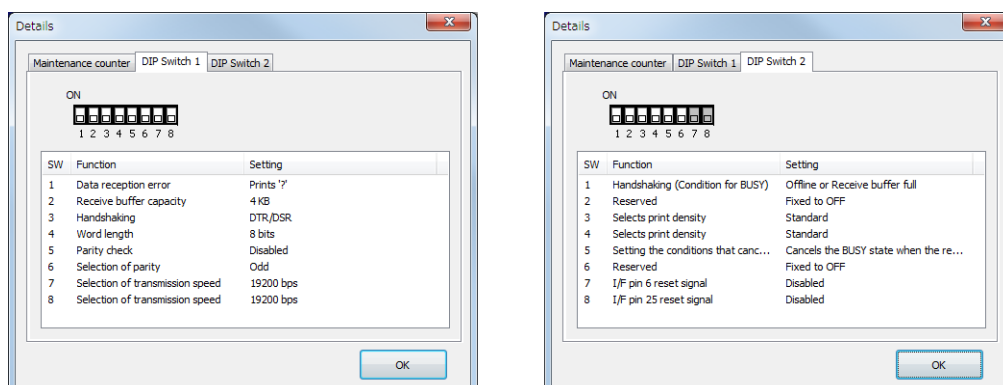 Details
Maintenance counter DIP Switch 1 DIP Switch 2
ON
1 2 3 4 5 6 7 8
SW Function Setting
1 Data reception error Prints '?'
2 Receive buffer capacity 4 KB
3 Handshaking DTR/DSR
4 Word length 8 bits
5 Parity check Disabled
6 Selection of parity Odd
7 Selection of transmission speed 19200 bps
8 Selection of transmission speed 19200 bps
OK
Details
Maintenance counter DIP Switch 1 DIP Switch 2
ON
1 2 3 4 5 6 7 8
SW Function Setting
1 Handshaking (Condition for BUSY) Offline or Receive buffer full
2 Reserved Fixed to OFF
3 Selects print density Standard
4 Selects print density Standard
5 Setting the conditions that canc... Cancels the BUSY state when the re...
6 Reserved Fixed to OFF
7 I/F pin 6 reset signal Disabled
8 I/F pin 25 reset signal Disabled
OK